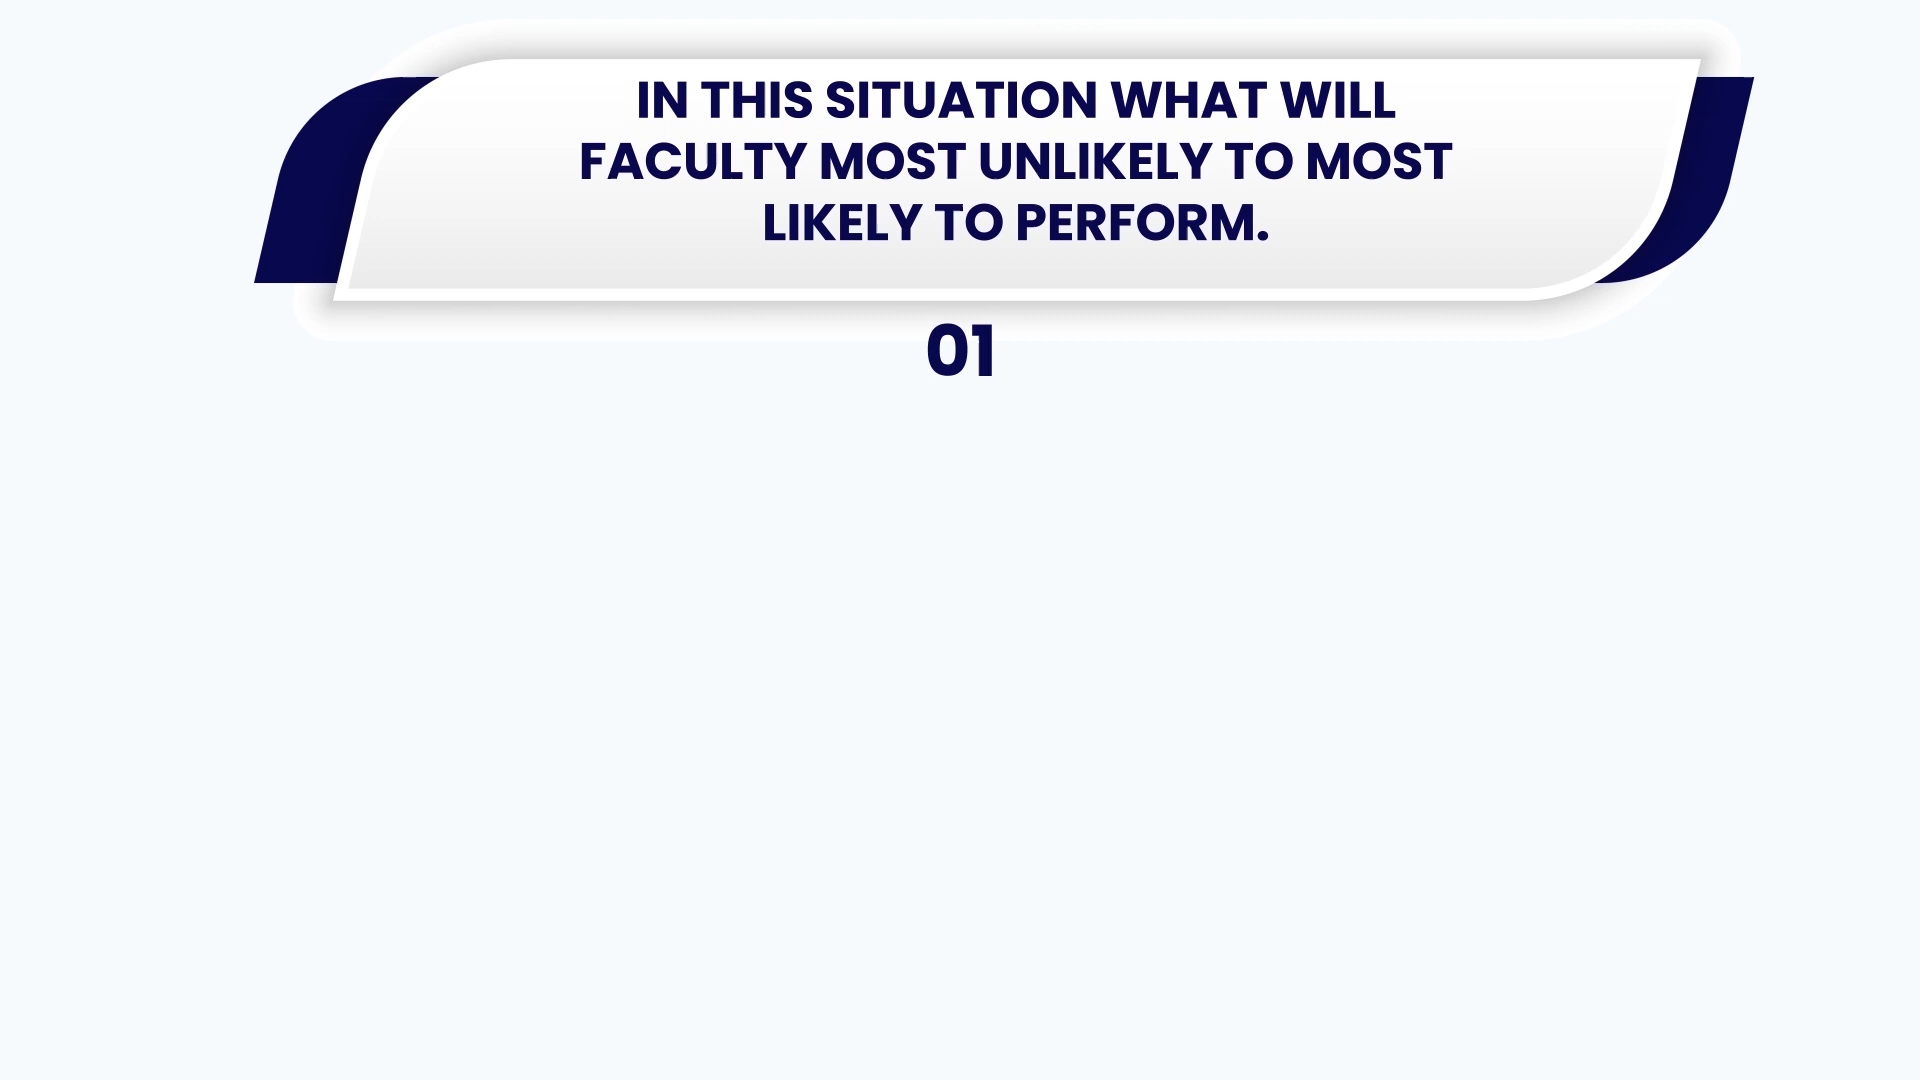 IN THIS SITUATION WHAT WILL
FACULTY MOST UNLIKELY TO MOST
LIKELY TO PERFORM.
01